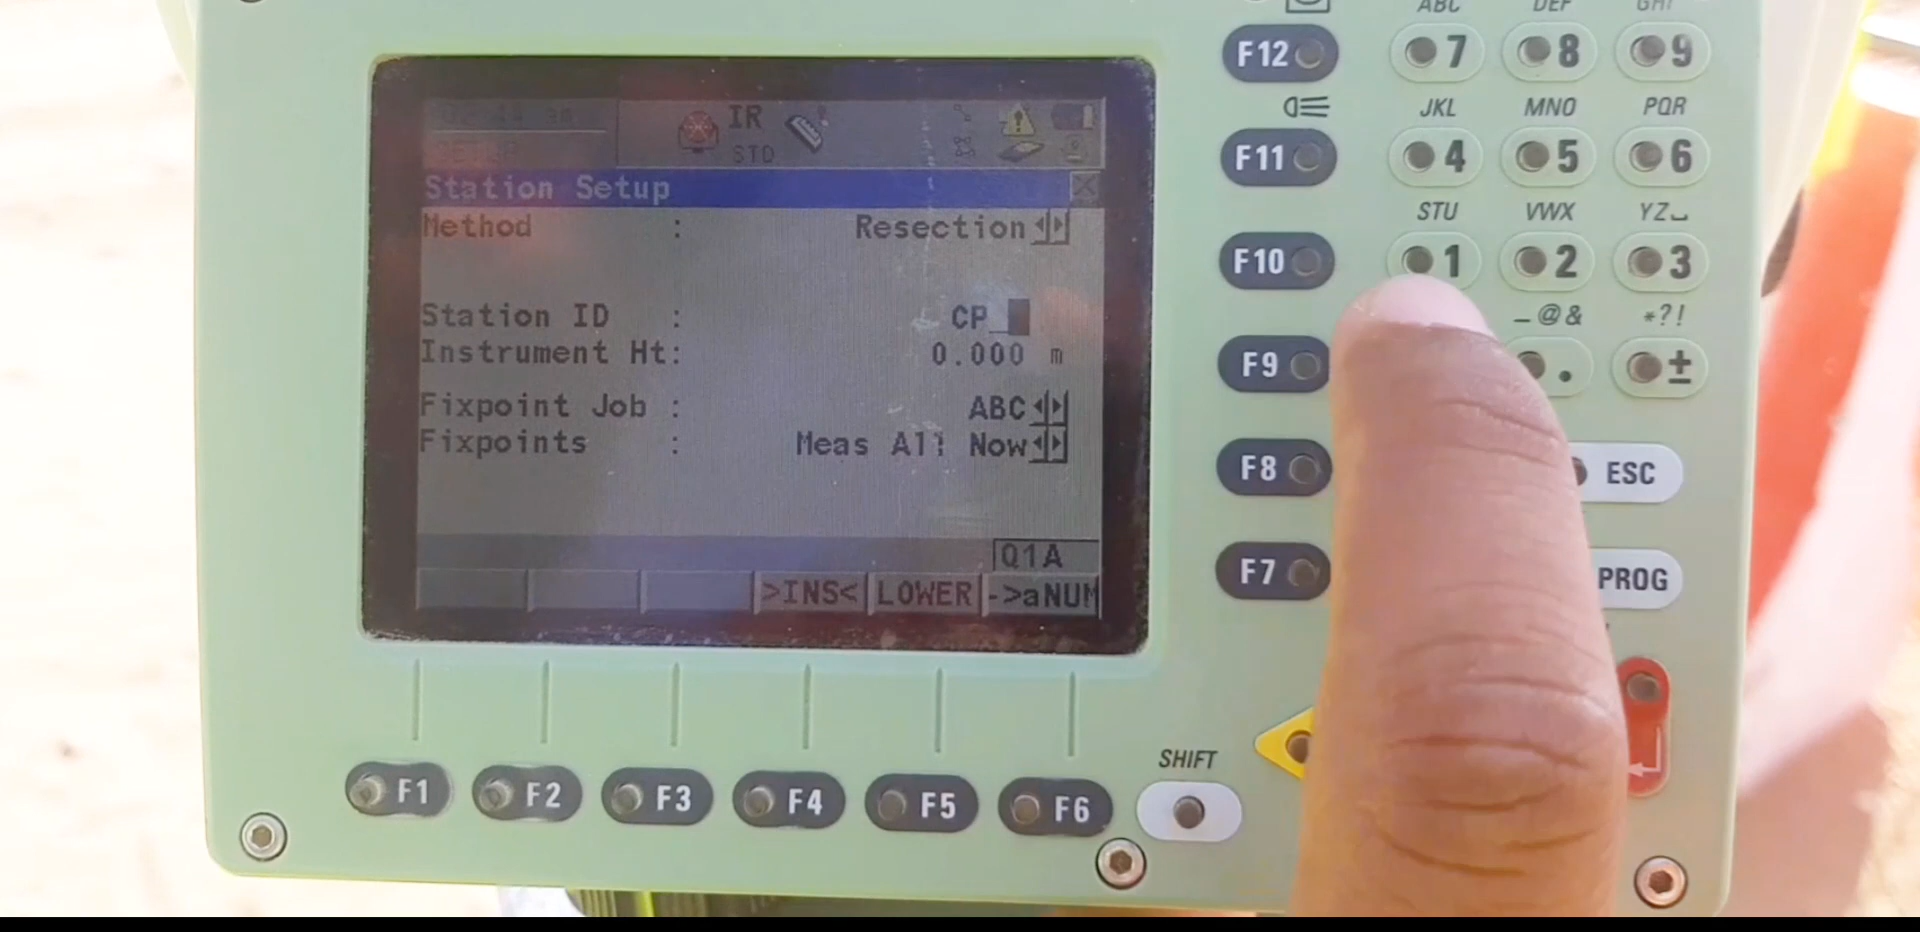 IR
STD
Station Setup
Method : Resection
Station ID : CP_
Instrument Ht: 0.000 m
Fixpoint Job : ABC
Fixpoints : Meas All Now
Q1A
>INS< LOWER ->aNUM
F1 F2 F3 F4 F5 F6
SHIFT
ABC DEF GHI
F12 7 8 9
JKL MNO PQR
F11 4 5 6
STU VWX YZ⎵
F10 1 2 3
_@& *?!
F9 . ±
F8 ESC
F7 PROG